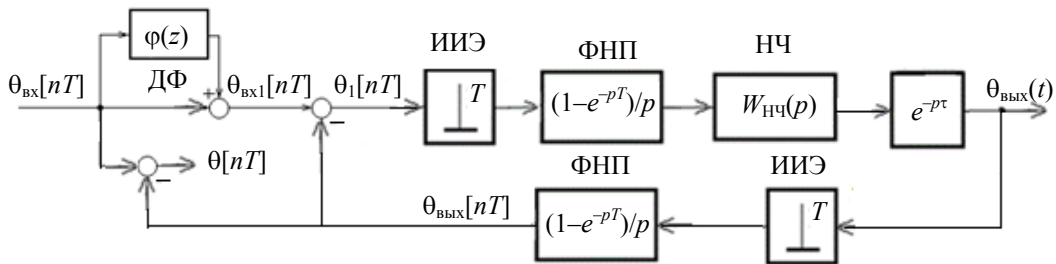 φ(z)
ИИЭ
ФНП
НЧ
θвх[nT]
ДФ
+
θвх1[nT]
θ1[nT]
T
(1–e^–pT)/p
WНЧ(p)
e^–pτ
θвых(t)
–
–
θ[nT]
ФНП
ИИЭ
θвых[nT]
(1–e^–pT)/p
T